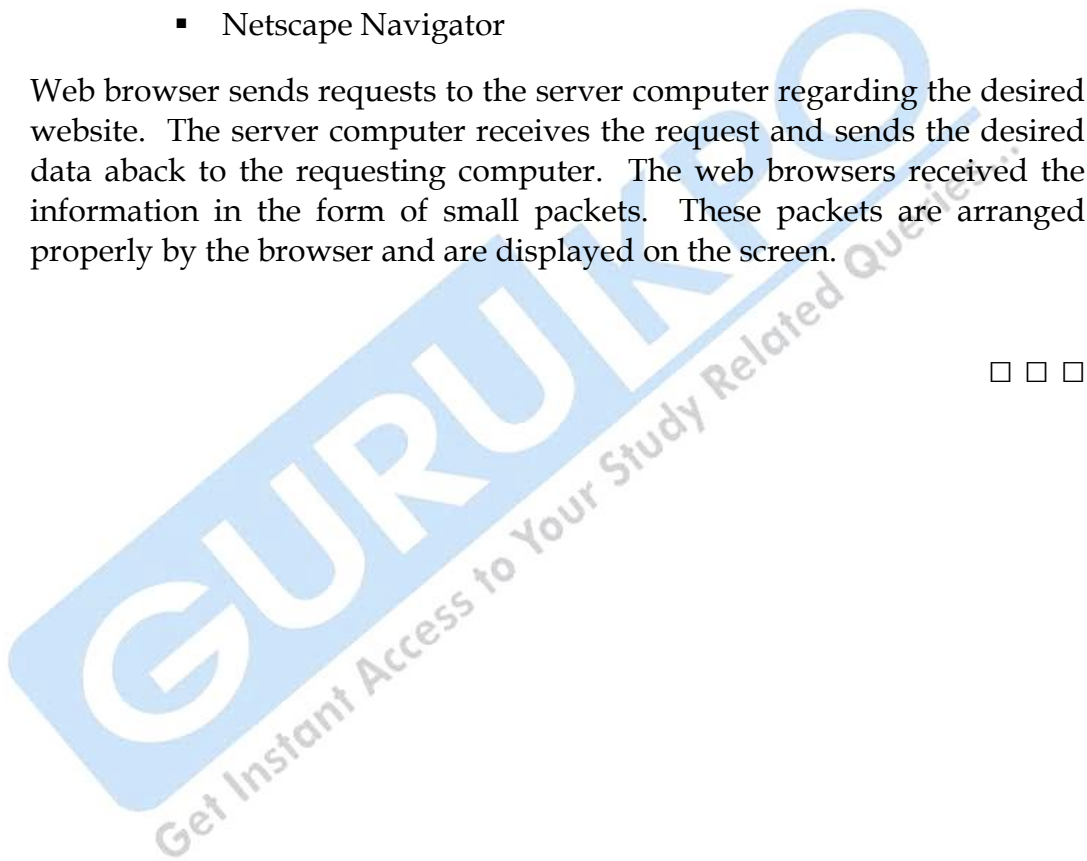 ▪ Netscape Navigator
Web browser sends requests to the server computer regarding the desired
website. The server computer receives the request and sends the desired
data aback to the requesting computer. The web browsers received the
information in the form of small packets. These packets are arranged
properly by the browser and are displayed on the screen.
□ □ □
GURUKPO
Get Instant Access to Your Study Related Queries...